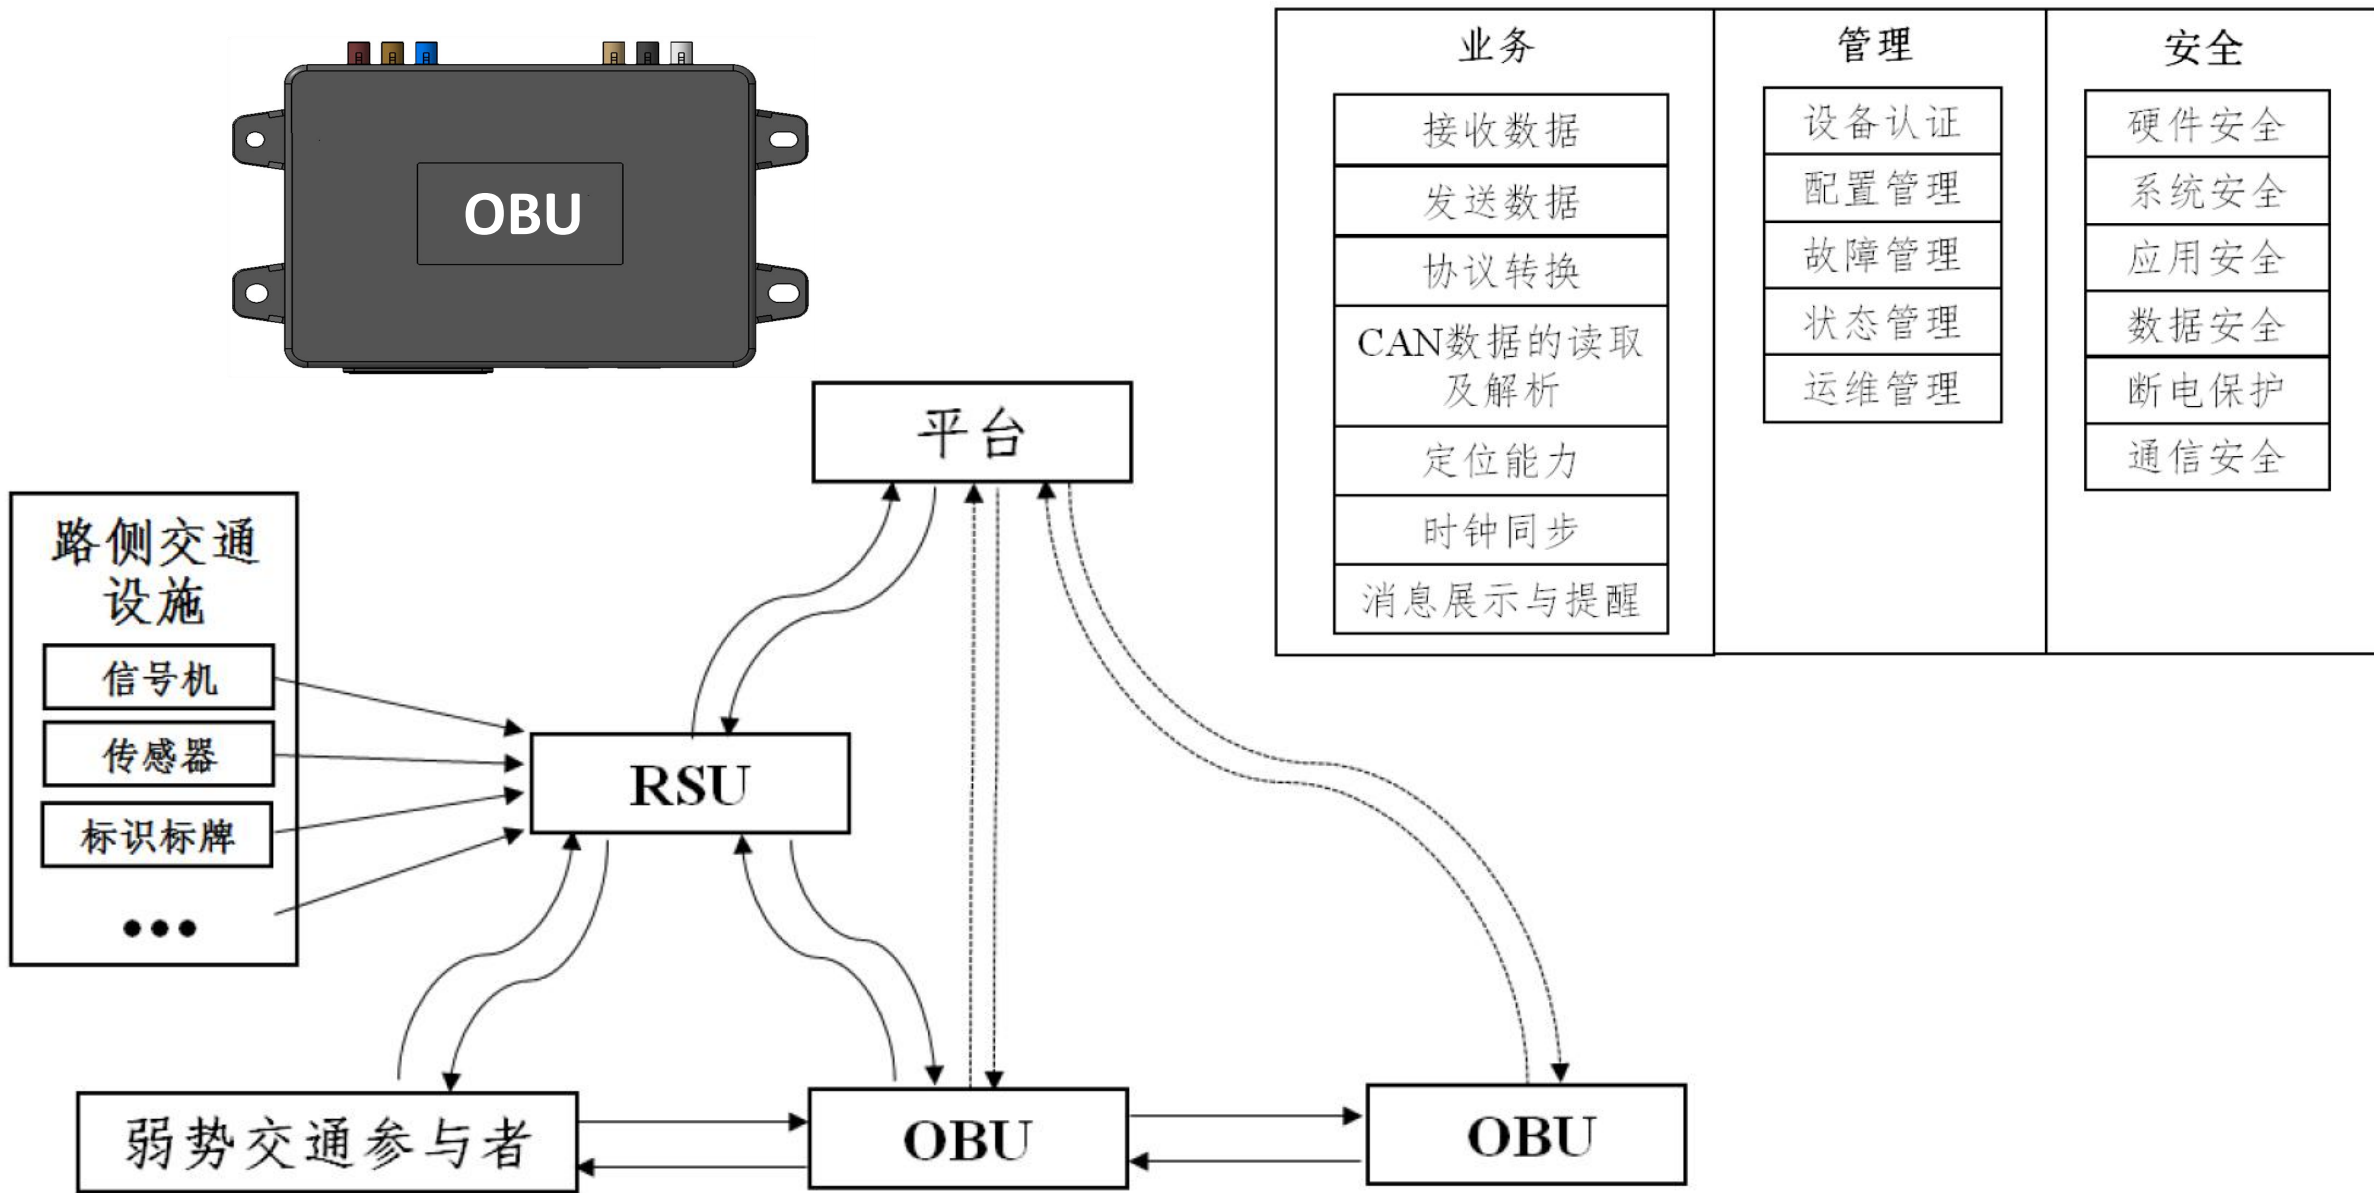 OBU
业务
接收数据
发送数据
协议转换
CAN数据的读取
及解析
定位能力
时钟同步
消息展示与提醒
管理
设备认证
配置管理
故障管理
状态管理
运维管理
安全
硬件安全
系统安全
应用安全
数据安全
断电保护
通信安全
平台
路侧交通
设施
信号机
传感器
标识标牌
•••
RSU
弱势交通参与者
OBU
OBU